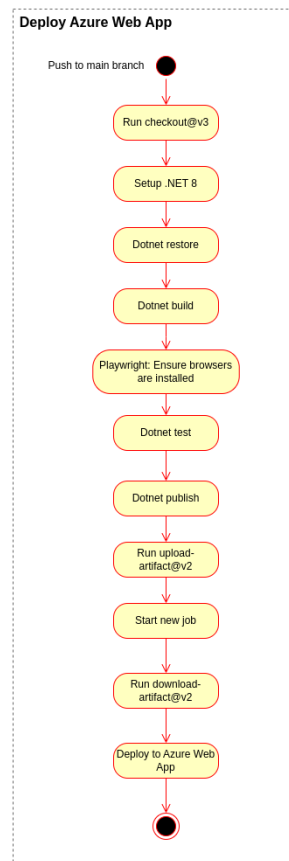 Deploy Azure Web App
Push to main branch
Run checkout@v3
Setup .NET 8
Dotnet restore
Dotnet build
Playwright: Ensure browsers
are installed
Dotnet test
Dotnet publish
Run upload-
artifact@v2
Start new job
Run download-
artifact@v2
Deploy to Azure Web
App